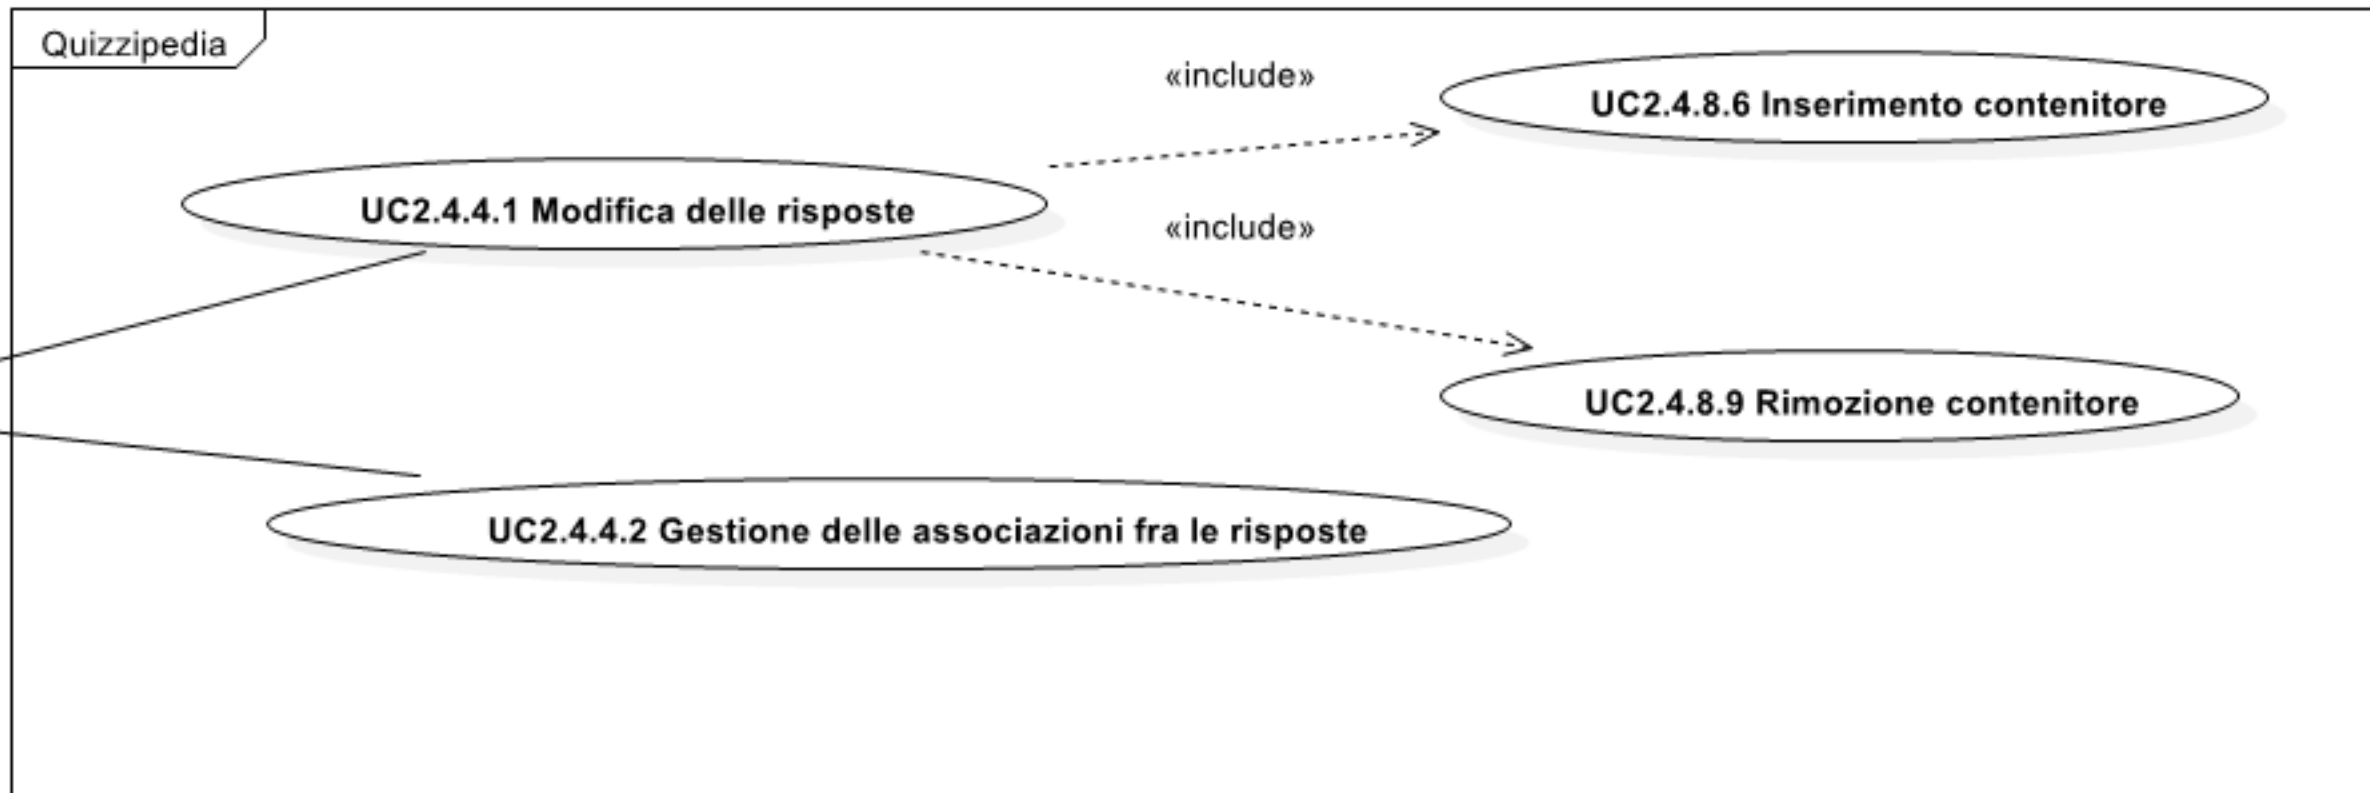 Quizzipedia
«include»
UC2.4.8.6 Inserimento contenitore
UC2.4.4.1 Modifica delle risposte
«include»
UC2.4.8.9 Rimozione contenitore
UC2.4.4.2 Gestione delle associazioni fra le risposte